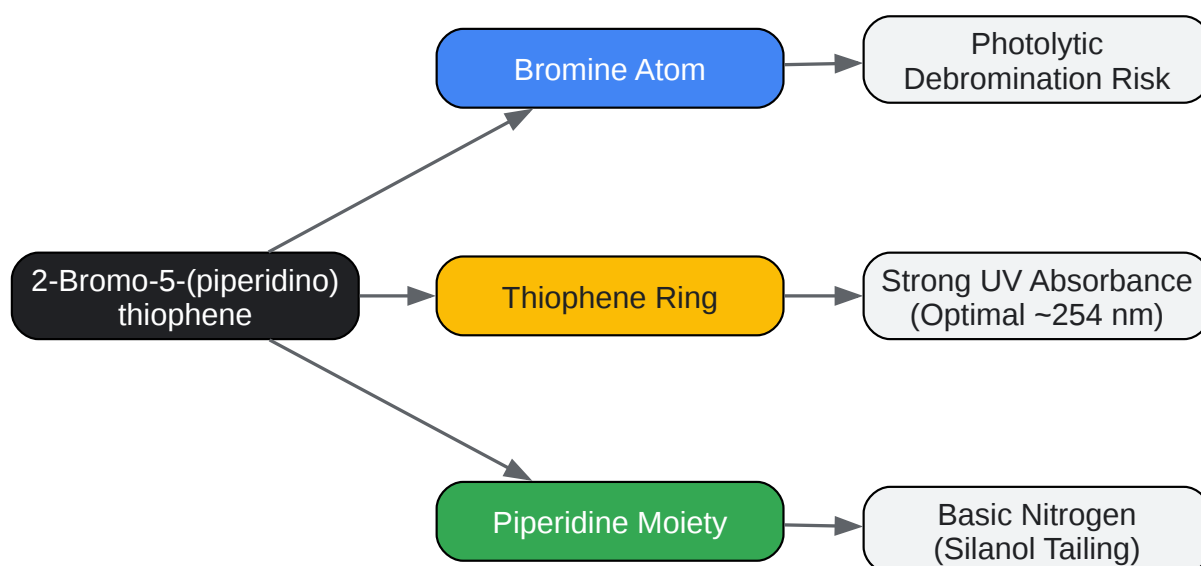 Bromine Atom
Photolytic
Debromination Risk
2-Bromo-5-(piperidino)
thiophene
Thiophene Ring
Strong UV Absorbance
(Optimal ~254 nm)
Piperidine Moiety
Basic Nitrogen
(Silanol Tailing)